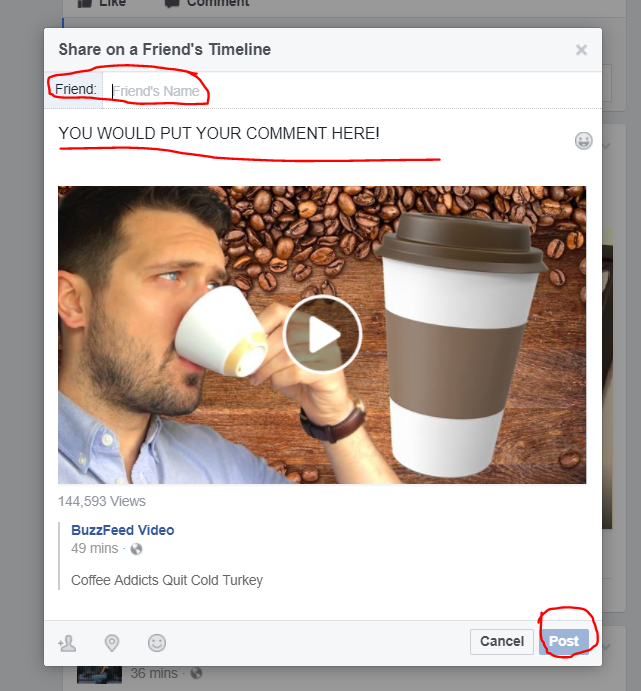 Like Comment
Share on a Friend's Timeline
Friend: Friend's Name
YOU WOULD PUT YOUR COMMENT HERE!
144,593 Views
BuzzFeed Video
49 mins ·
Coffee Addicts Quit Cold Turkey
Cancel Post
36 mins ·